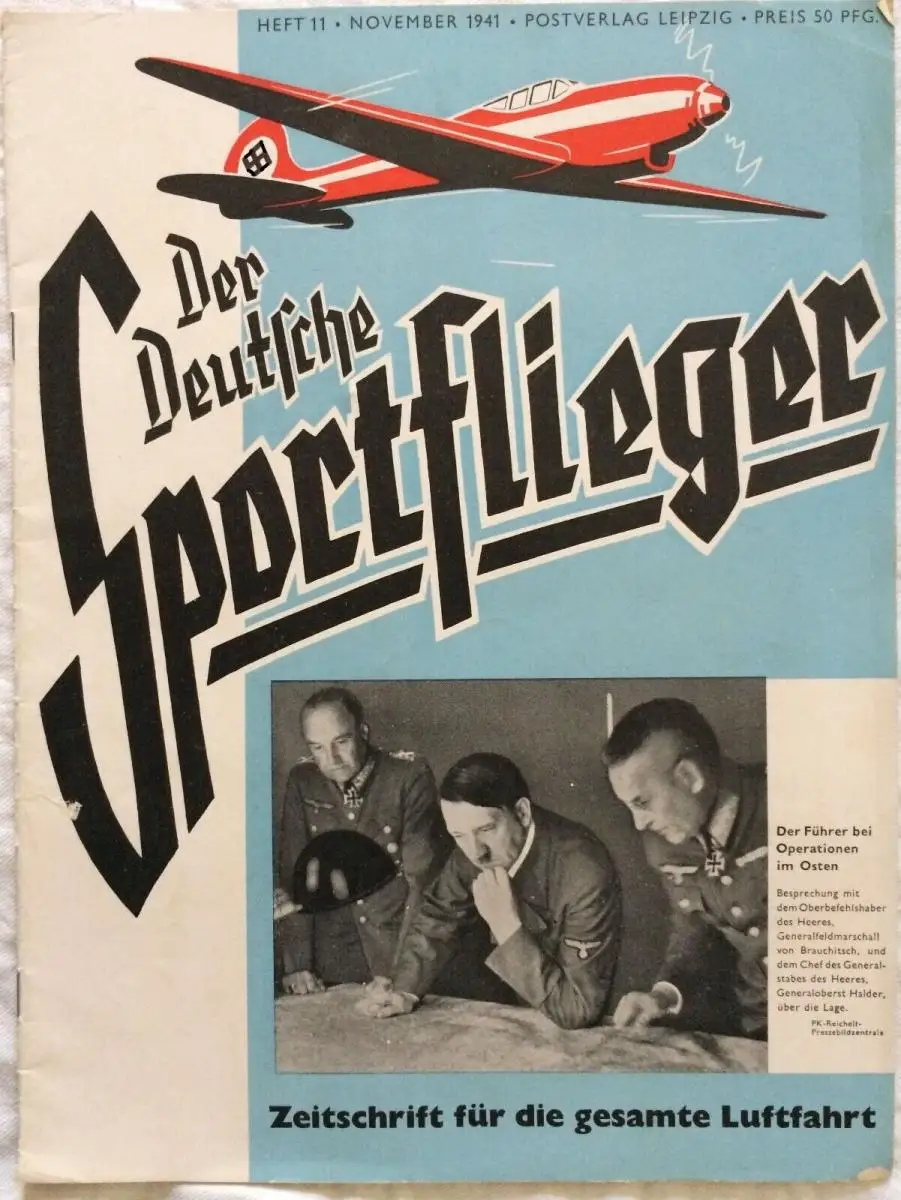 HEFT 11 • NOVEMBER 1941 • POSTVERLAG LEIPZIG • PREIS 50 PFG.
Der
Deutsche
Sportflieger
Der Führer bei
Operationen
im Osten
Besprechung mit
dem Oberbefehlshaber
des Heeres,
Generalfeldmarschall
von Brauchitsch, und
dem Chef des General-
stabes des Heeres,
Generaloberst Halder,
über die Lage.
PK-Reichelt-
Pressebildzentrale
Zeitschrift für die gesamte Luftfahrt